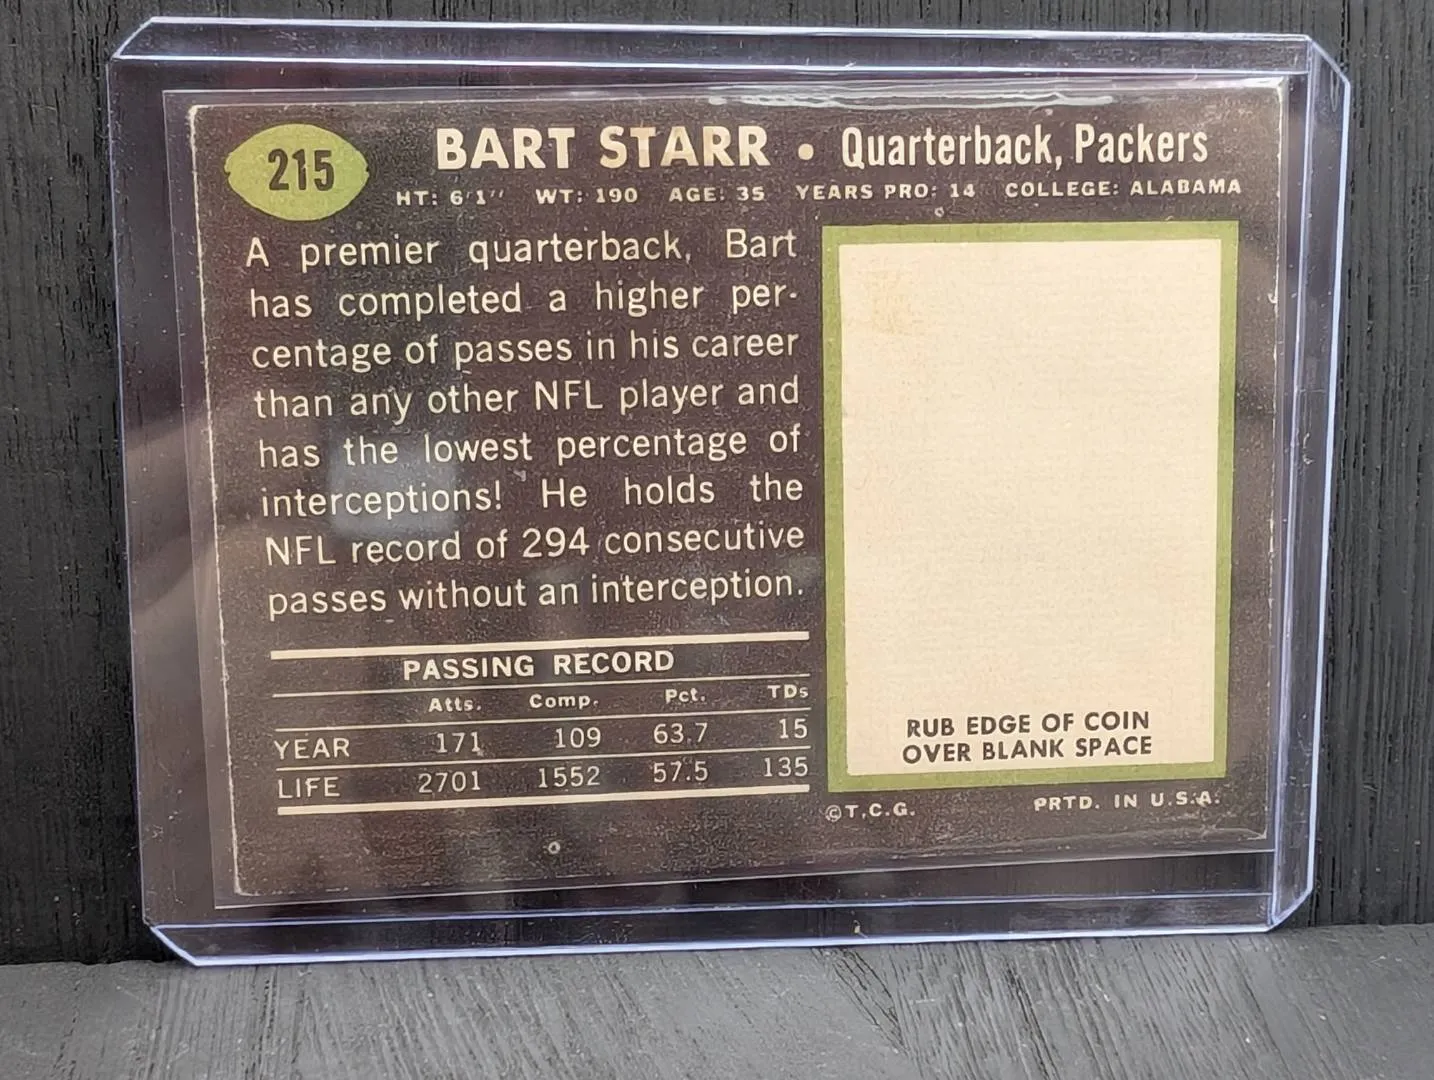 215
BART STARR • Quarterback, Packers
HT: 6'1'' WT: 190 AGE: 35 YEARS PRO: 14 COLLEGE: ALABAMA
A premier quarterback, Bart
has completed a higher per-
centage of passes in his career
than any other NFL player and
has the lowest percentage of
interceptions! He holds the
NFL record of 294 consecutive
passes without an interception.
PASSING RECORD
Atts. Comp. Pct. TDs
YEAR 171 109 63.7 15
LIFE 2701 1552 57.5 135
RUB EDGE OF COIN
OVER BLANK SPACE
©T.C.G. PRTD. IN U.S.A.